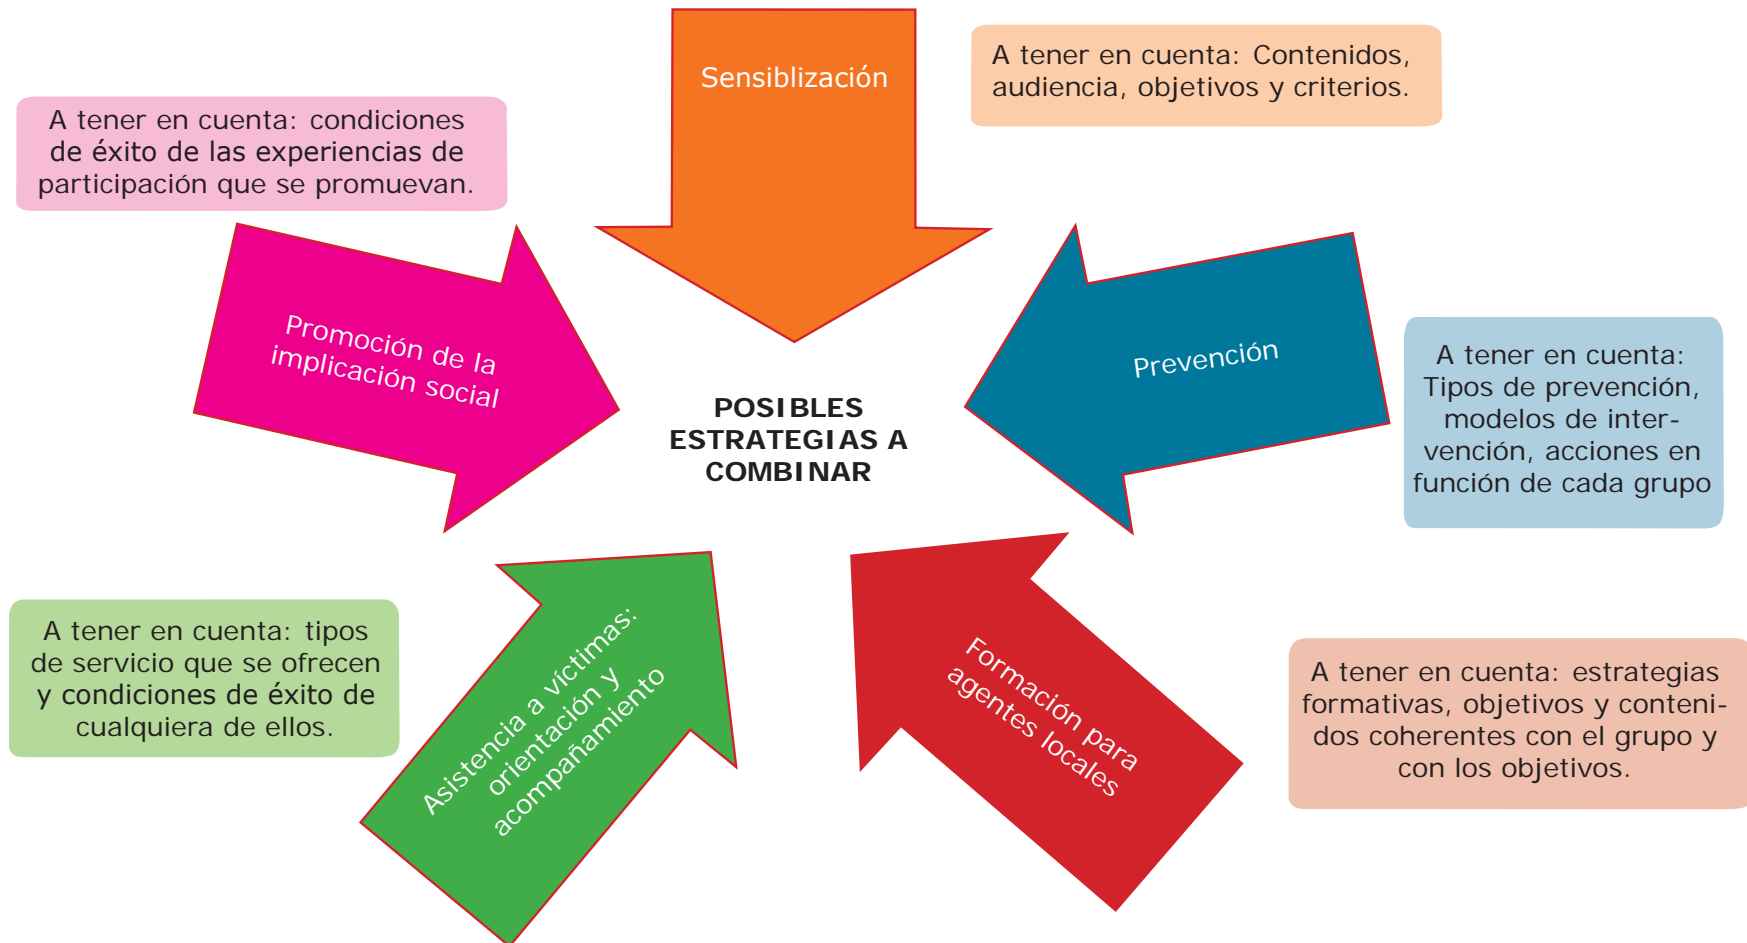 Sensiblización
A tener en cuenta: Contenidos,
audiencia, objetivos y criterios.
A tener en cuenta: condiciones
de éxito de las experiencias de
participación que se promuevan.
Promoción de la
implicación social
Prevención
A tener en cuenta:
Tipos de prevención,
modelos de inter-
vención, acciones en
función de cada grupo
POSIBLES
ESTRATEGIAS A
COMBINAR
A tener en cuenta: tipos
de servicio que se ofrecen
y condiciones de éxito de
cualquiera de ellos.
Asistencia a víctimas:
orientación y
acompañamiento
Formación para
agentes locales
A tener en cuenta: estrategias
formativas, objetivos y conteni-
dos coherentes con el grupo y
con los objetivos.